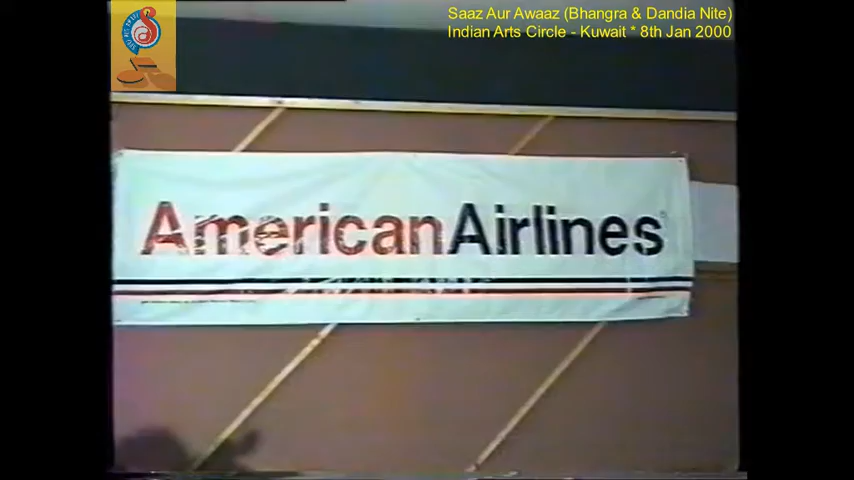 Saaz Aur Awaaz (Bhangra & Dandia Nite)
Indian Arts Circle - Kuwait * 8th Jan 2000
AmericanAirlines®